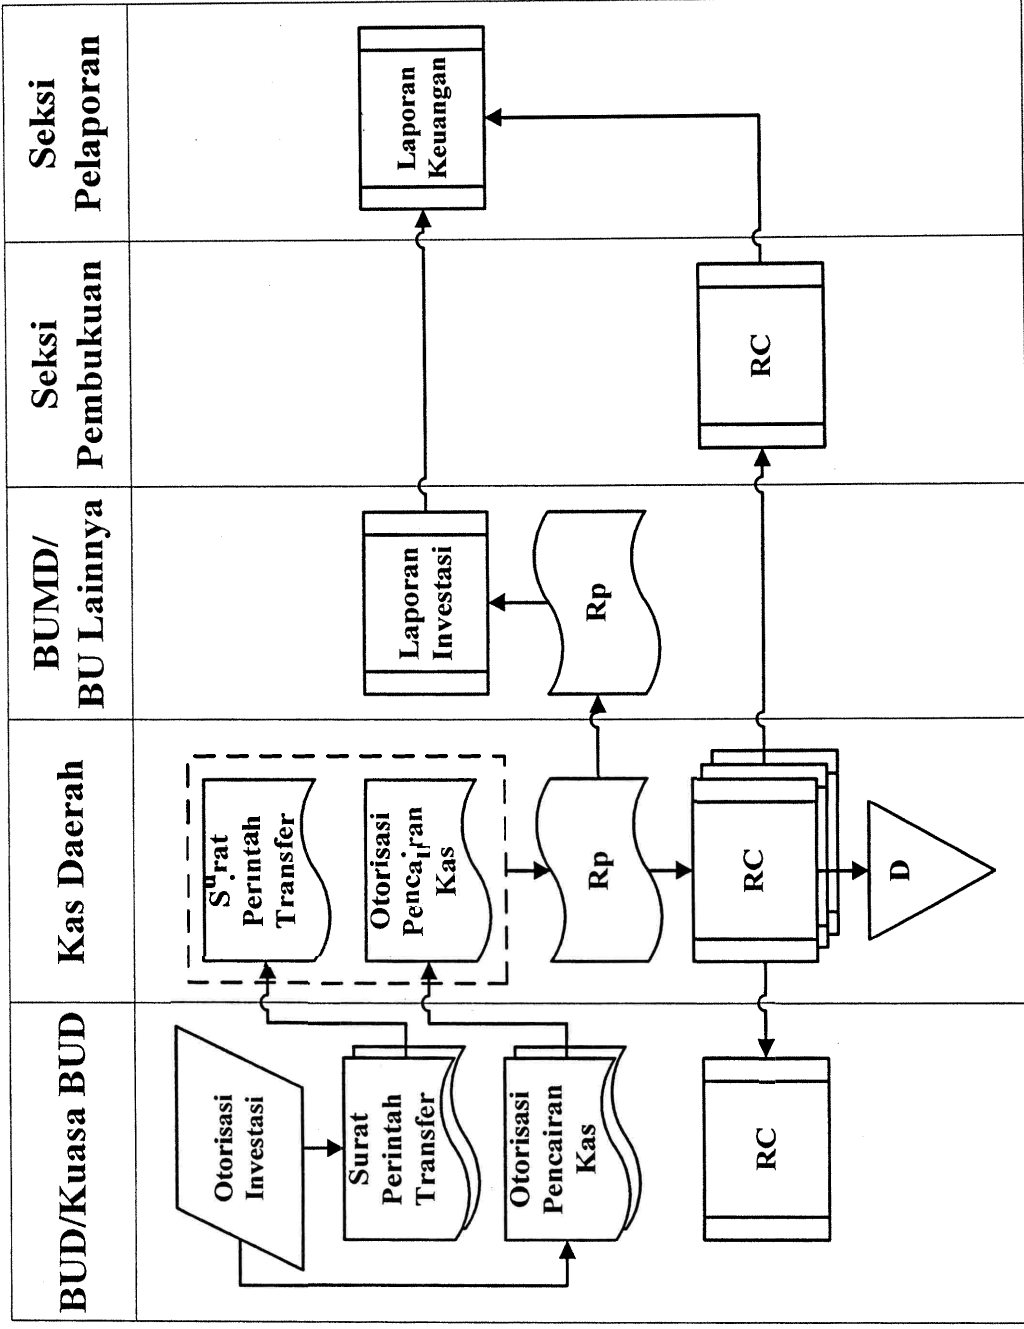 BUD/Kuasa BUD
Kas Daerah
BUMD/
BU Lainnya
Seksi
Pembukuan
Seksi
Pelaporan
Otorisasi
Investasi
Surat
Perintah
Transfer
Otorisasi
Pencairan
Kas
RC
Surat
Perintah
Transfer
Otorisasi
Pencairan
Kas
Rp
RC
D
Laporan
Investasi
Rp
RC
Laporan
Keuangan